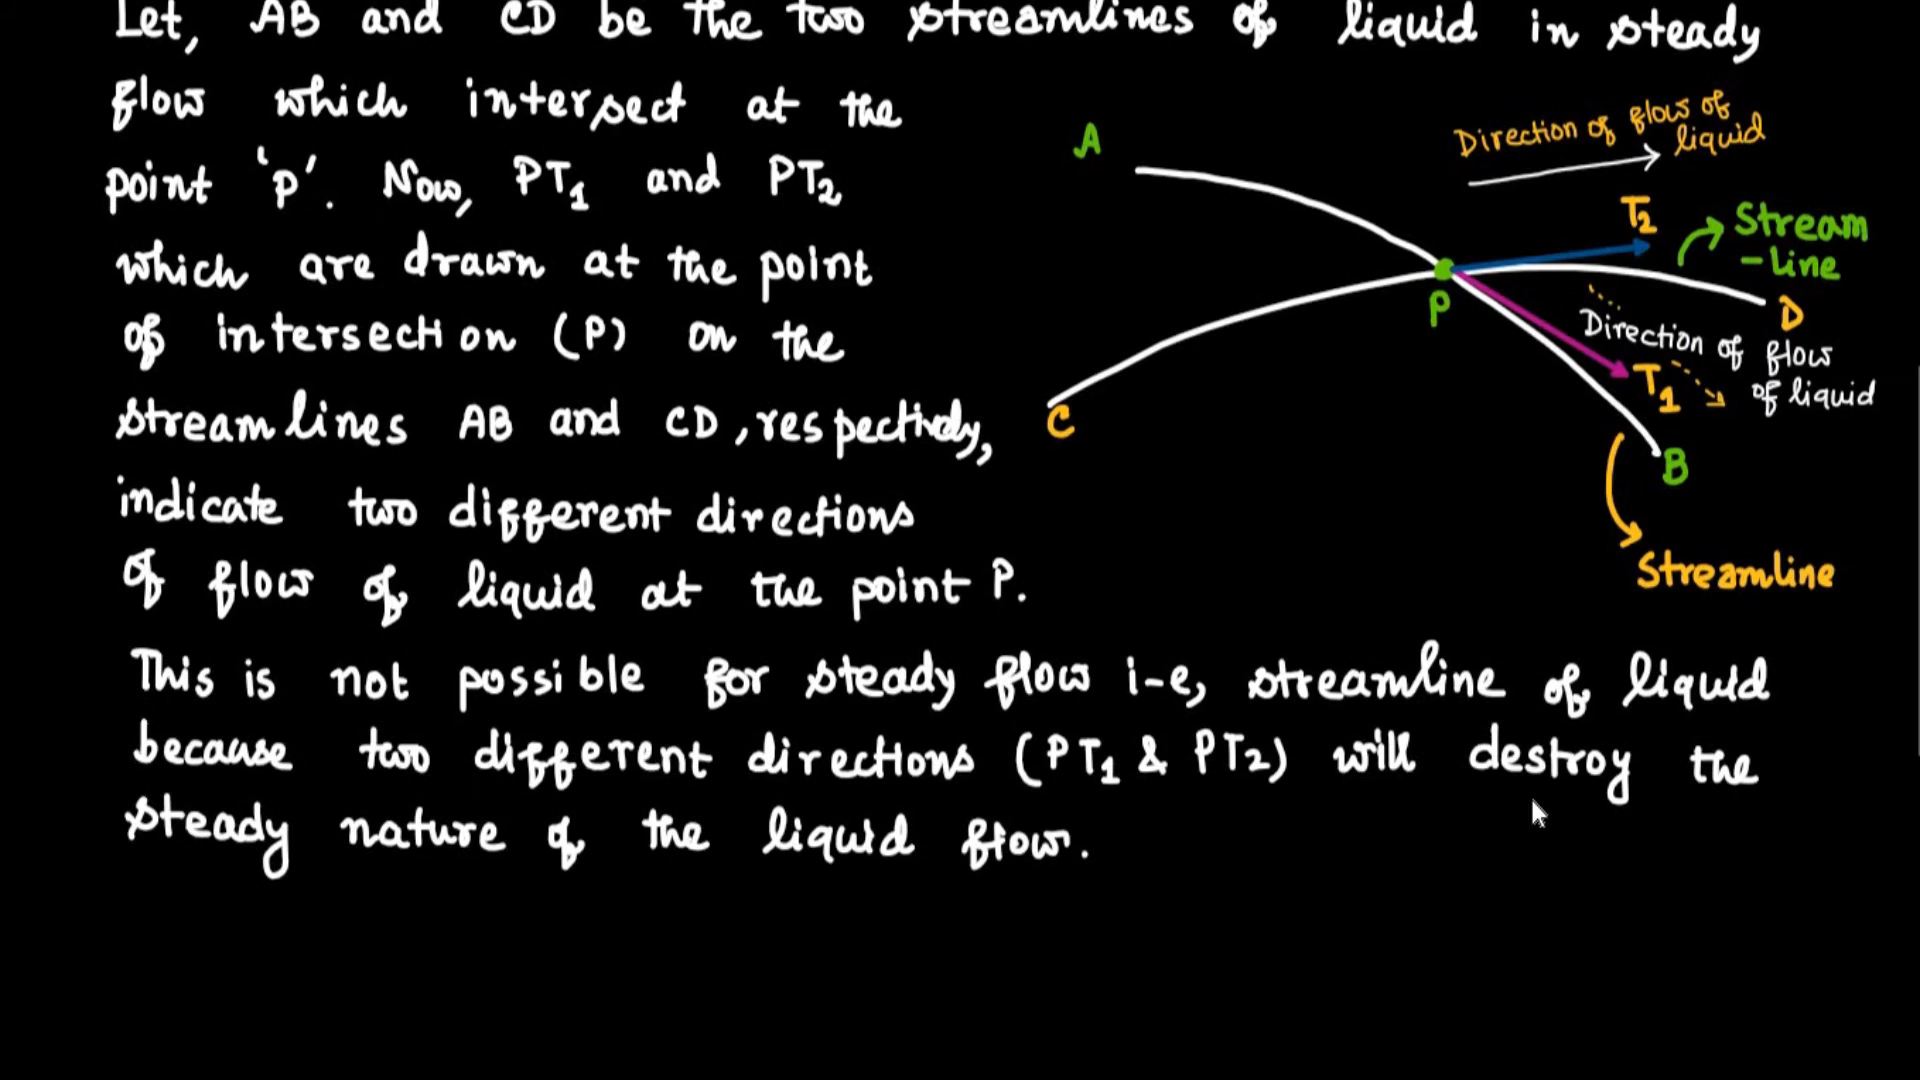 Let, AB and CD be the two streamlines of liquid in steady
flow which intersect at the
point 'p'. Now, PT1 and PT2
which are drawn at the point
of intersection (P) on the
streamlines AB and CD, respectively,
indicate two different directions
of flow of liquid at the point P.
This is not possible for steady flow i-e, streamline of liquid
because two different directions (PT1 & PT2) will destroy the
steady nature of the liquid flow.
A
Direction of flow of
liquid
T2
Stream
-line
P
D
Direction of flow
of liquid
T1
C
B
Streamline